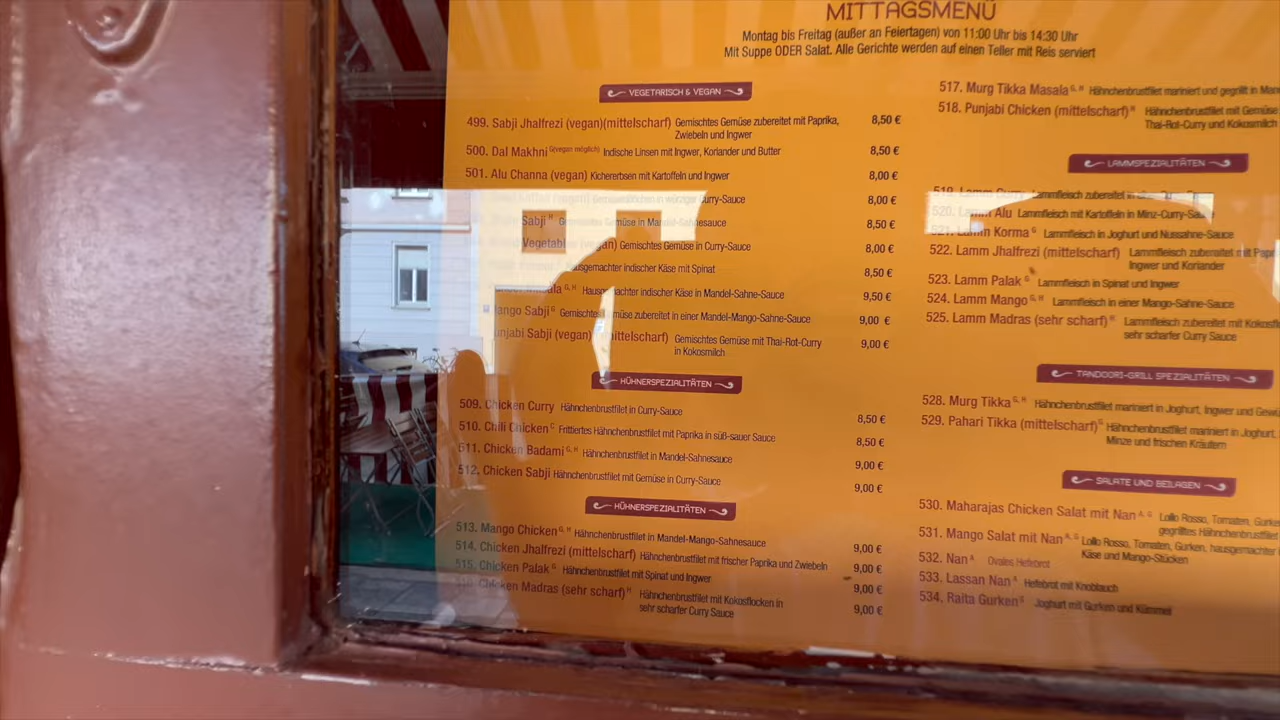 MITTAGSMENÜ
Montag bis Freitag (außer an Feiertagen) von 11:00 Uhr bis 14:30 Uhr
Mit Suppe ODER Salat. Alle Gerichte werden auf einen Teller mit Reis serviert
VEGETARISCH & VEGAN
499. Sabji Jhalfrezi (vegan)(mittelscharf) Gemischtes Gemüse zubereitet mit Paprika, 8,50 €
Zwiebeln und Ingwer
500. Dal Makhni G(vegan möglich) Indische Linsen mit Ingwer, Koriander und Butter 8,50 €
501. Alu Channa (vegan) Kichererbsen mit Kartoffeln und Ingwer 8,00 €
Curry-Sauce 8,00 €
Sabji H Gemischtes Gemüse in Mandel-Sahnesauce 8,50 €
Vegetables (vegan) Gemischtes Gemüse in Curry-Sauce 8,00 €
Hausgemachter indischer Käse mit Spinat 8,50 €
G, H Hausgemachter indischer Käse in Mandel-Sahne-Sauce 9,50 €
Mango Sabji G Gemischtes Gemüse zubereitet in einer Mandel-Mango-Sahne-Sauce 9,00 €
Punjabi Sabji (vegan) (mittelscharf) Gemischtes Gemüse mit Thai-Rot-Curry 9,00 €
in Kokosmilch
HÜHNERSPEZIALITÄTEN
509. Chicken Curry Hähnchenbrustfilet in Curry-Sauce 8,50 €
510. Chili Chicken C Frittiertes Hähnchenbrustfilet mit Paprika in süß-sauer Sauce 8,50 €
511. Chicken Badami G, H Hähnchenbrustfilet in Mandel-Sahnesauce 9,00 €
512. Chicken Sabji Hähnchenbrustfilet mit Gemüse in Curry-Sauce 9,00 €
HÜHNERSPEZIALITÄTEN
513. Mango Chicken G, H Hähnchenbrustfilet in Mandel-Mango-Sahnesauce 9,00 €
514. Chicken Jhalfrezi (mittelscharf) Hähnchenbrustfilet mit frischer Paprika und Zwiebeln 9,00 €
515. Chicken Palak G Hähnchenbrustfilet mit Spinat und Ingwer 9,00 €
516. Chicken Madras (sehr scharf) H Hähnchenbrustfilet mit Kokosflocken in 9,00 €
sehr scharfer Curry Sauce
517. Murg Tikka Masala G, H Hähnchenbrustfilet mariniert und gegrillt in
518. Punjabi Chicken (mittelscharf) H Hähnchenbrustfilet mit Gemüse
Thai-Rot-Curry und Kokosmilch
LAMMSPEZIALITÄTEN
519. Lamm Curry Lammfleisch zubereitet in
520. Lamm Alu Lammfleisch mit Kartoffeln in Minz-Curry-Sauce
521. Lamm Korma G Lammfleisch in Joghurt und Nussahne-Sauce
522. Lamm Jhalfrezi (mittelscharf) Lammfleisch zubereitet mit
Ingwer und Koriander
523. Lamm Palak G Lammfleisch in Spinat und Ingwer
524. Lamm Mango G, H Lammfleisch in einer Mango-Sahne-Sauce
525. Lamm Madras (sehr scharf) H Lammfleisch zubereitet mit
sehr scharfer Curry Sauce
TANDOORI-GRILL SPEZIALITÄTEN
528. Murg Tikka G, H Hähnchenbrustfilet mariniert in Joghurt, Ingwer und
529. Pahari Tikka (mittelscharf) G Hähnchenbrustfilet mariniert in Joghurt,
Minze und frischen Kräutern
SALATE UND BEILAGEN
530. Maharajas Chicken Salat mit Nan A, G Lollo Rosso, Tomaten,
gegrilltes
531. Mango Salat mit Nan A, G Lollo Rosso, Tomaten, Gurken, hausgemachter
Käse und Mango-Stücken
532. Nan A Ovales Hefebrot
533. Lassan Nan A Hefebrot mit Knoblauch
534. Raita Gurken G Joghurt mit Gurken und Kümmel